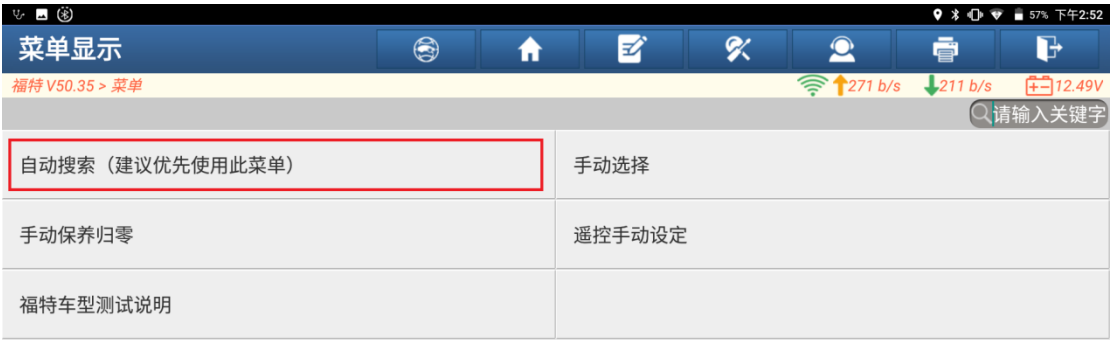 57% 下午2:52
菜单显示
福特 V50.35 > 菜单 271 b/s 211 b/s 12.49V
请输入关键字
自动搜索（建议优先使用此菜单） 手动选择
手动保养归零 遥控手动设定
福特车型测试说明